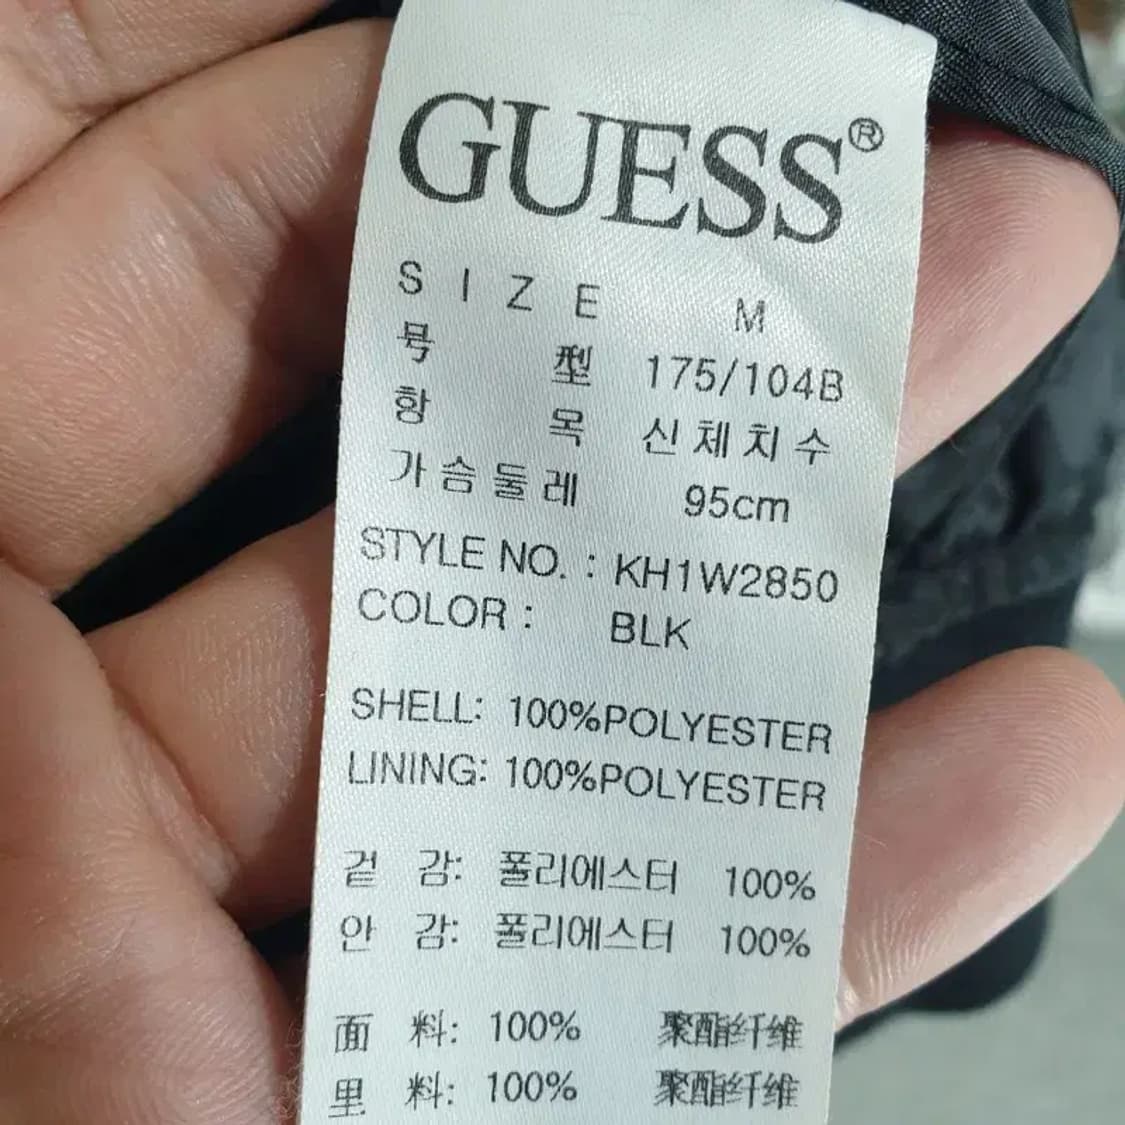 GUESS®
SIZE M
号 型 175/104B
항 목 신체치수
가슴둘레 95cm
STYLE NO. : KH1W2850
COLOR : BLK
SHELL: 100%POLYESTER
LINING: 100%POLYESTER
겉 감: 폴리에스터 100%
안 감: 폴리에스터 100%
面 料: 100% 聚酯纤维
里 料: 100% 聚酯纤维